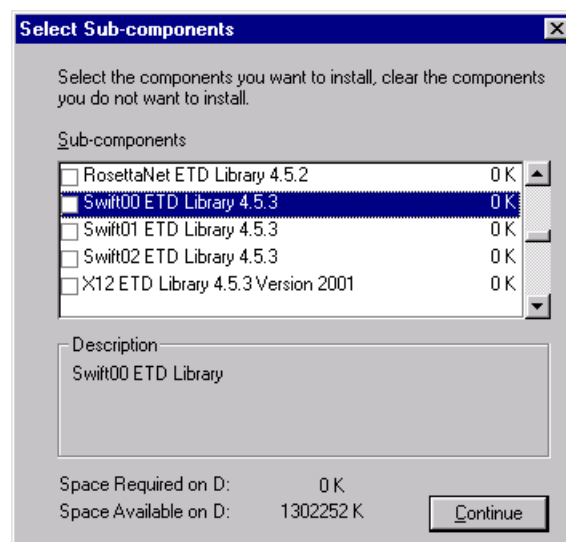 Select Sub-components
Select the components you want to install, clear the components
you do not want to install.
Sub-components
RosettaNet ETD Library 4.5.2 0 K
Swift00 ETD Library 4.5.3 0 K
Swift01 ETD Library 4.5.3 0 K
Swift02 ETD Library 4.5.3 0 K
X12 ETD Library 4.5.3 Version 2001 0 K
Description
Swift00 ETD Library
Space Required on D: 0 K
Space Available on D: 1302252 K
Continue